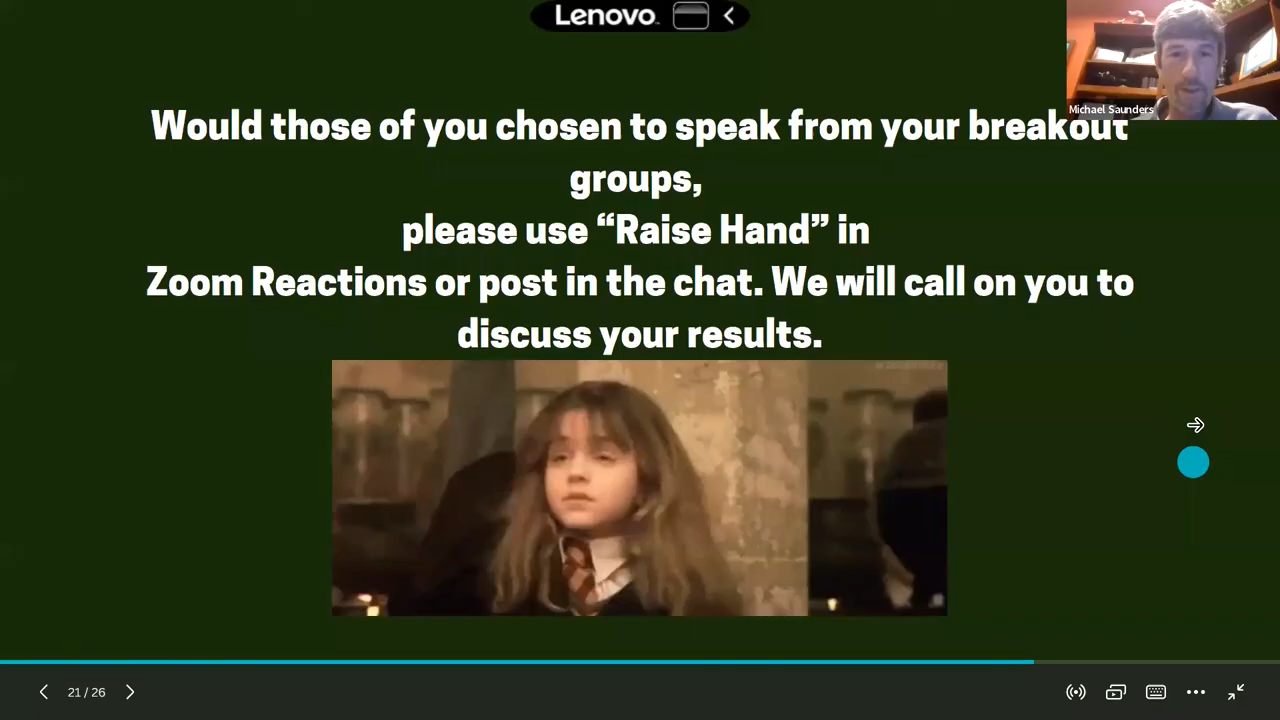 Lenovo
Michael Saunders
Would those of you chosen to speak from your breakout
groups,
please use “Raise Hand” in
Zoom Reactions or post in the chat. We will call on you to
discuss your results.
21 / 26